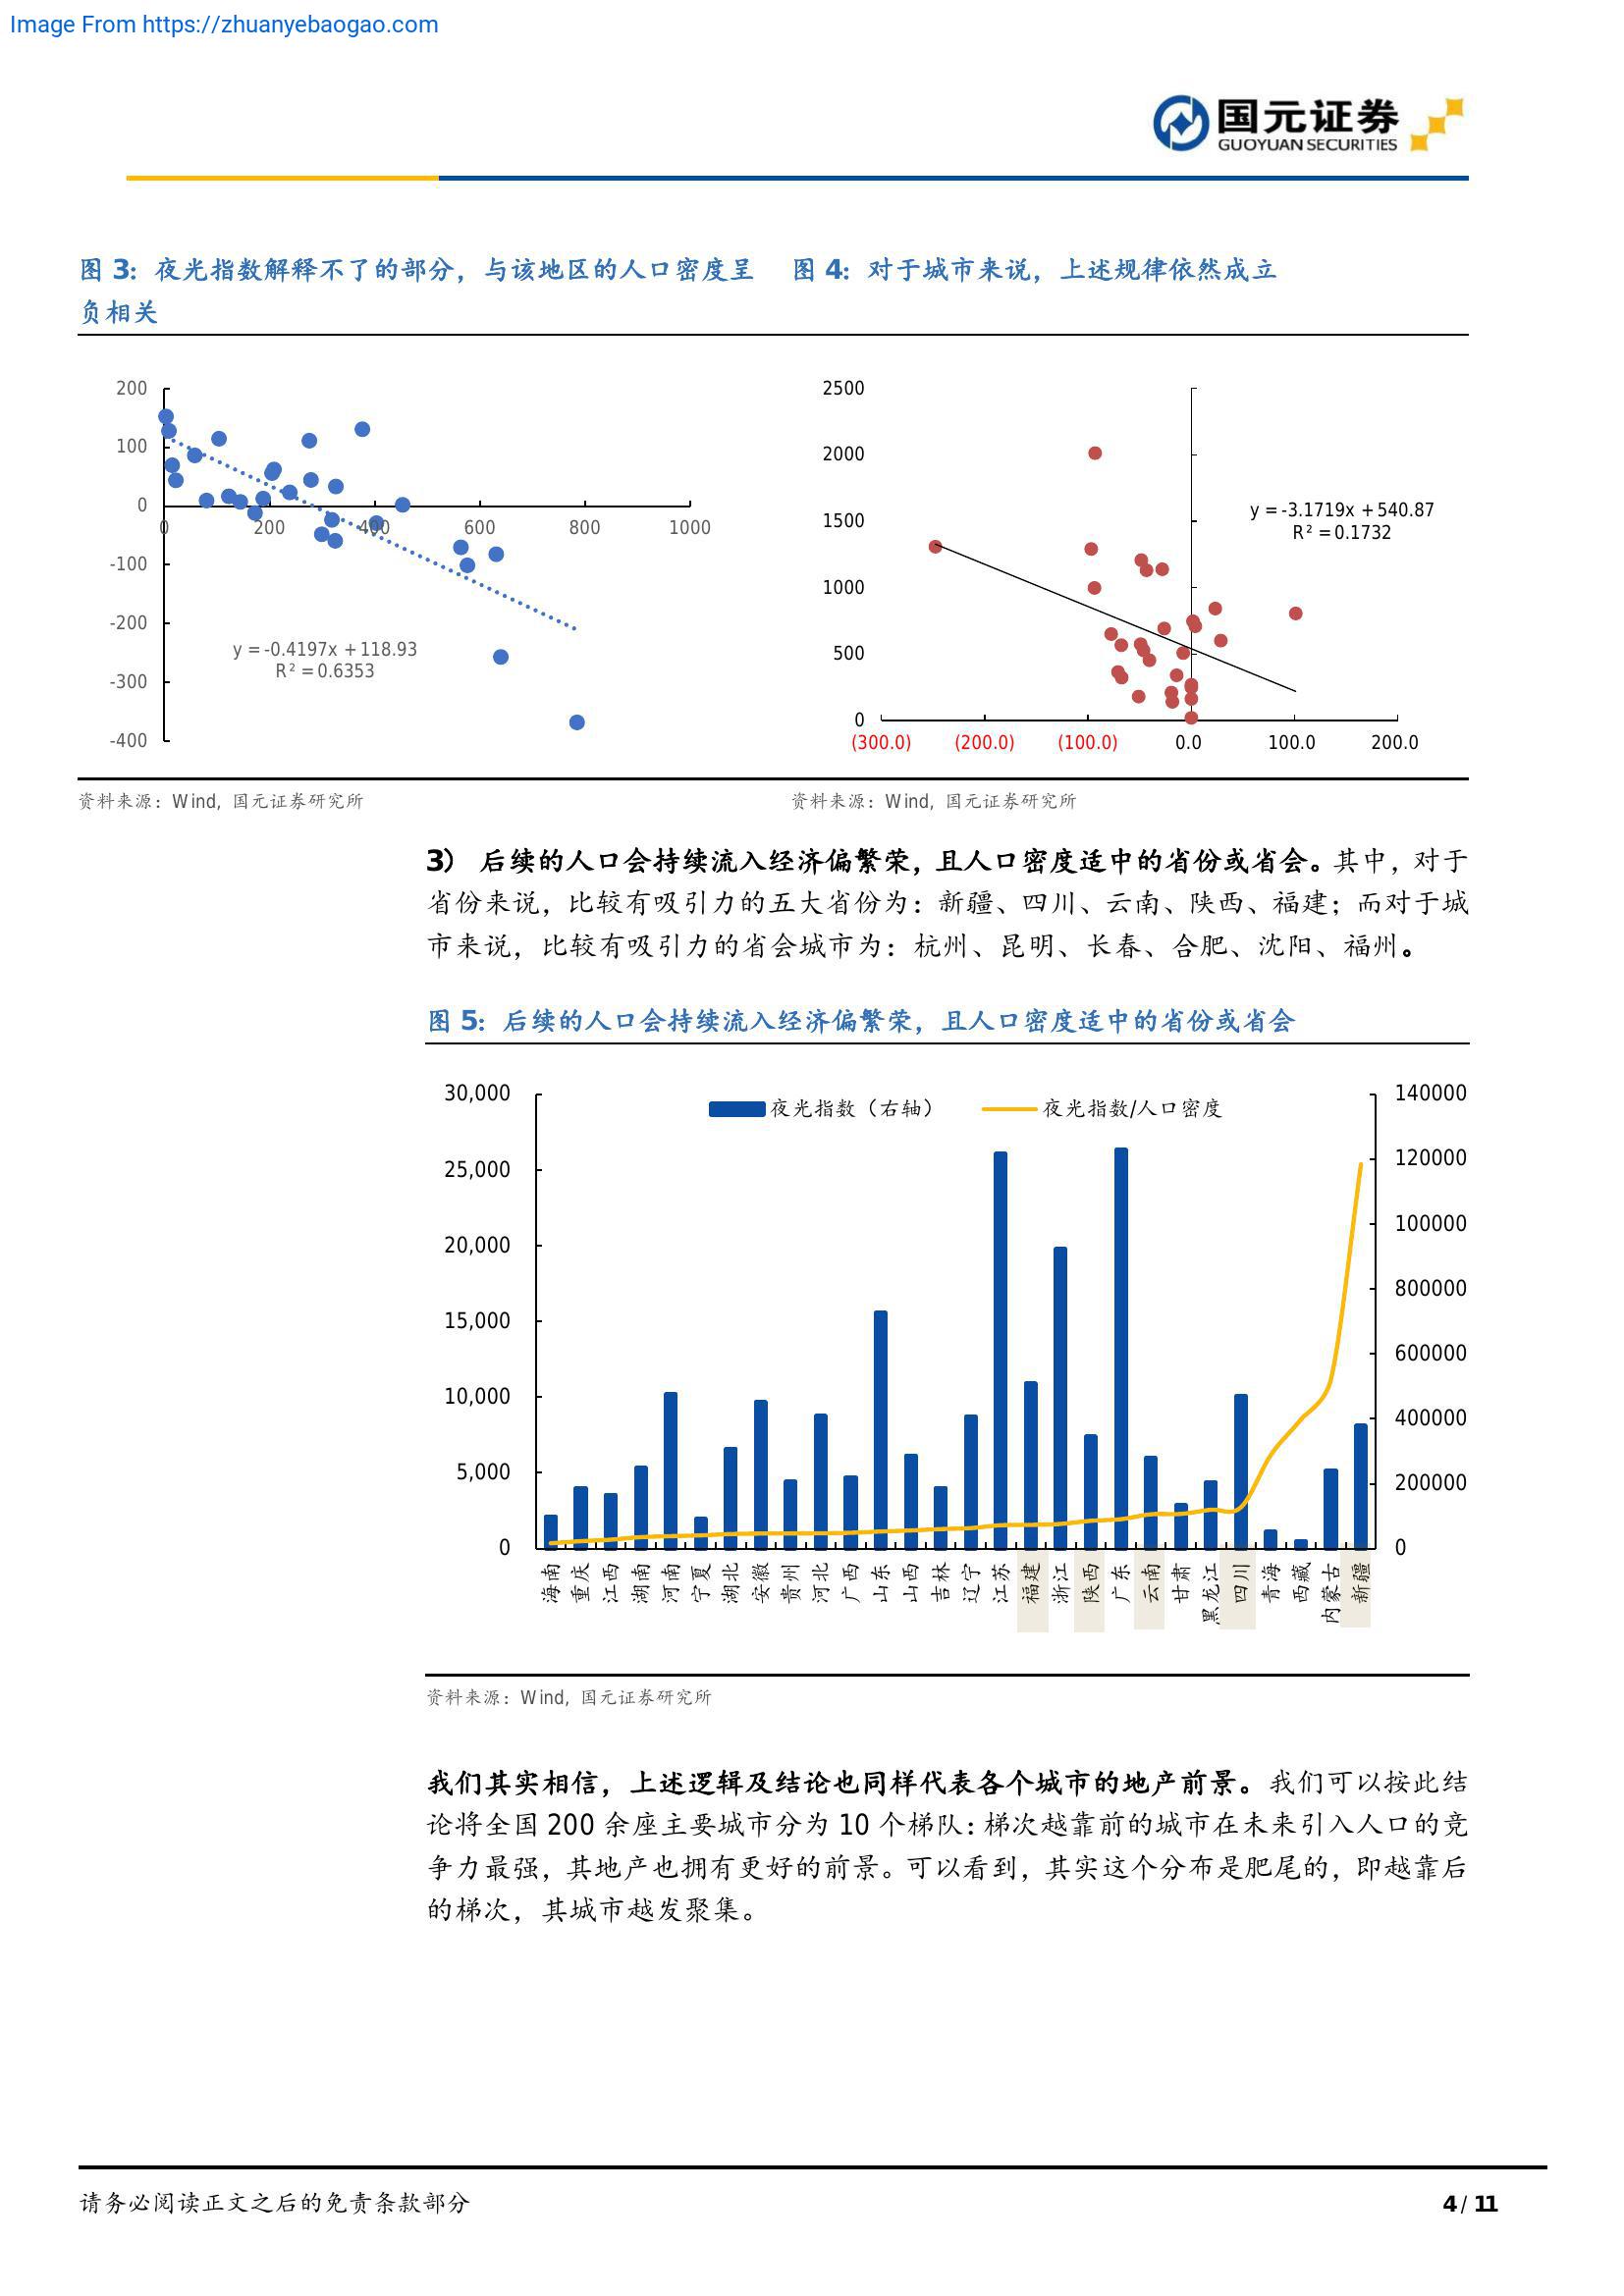 Image From https://zhuanyebaogao.com
国元证券
GUOYUAN SECURITIES
图 3：夜光指数解释不了的部分，与该地区的人口密度呈
负相关
图 4：对于城市来说，上述规律依然成立
200
100
0
-100
-200
-300
-400
0 200 400 600 800 1000
y = -0.4197x + 118.93
R² = 0.6353
2500
2000
1500
1000
500
0
(300.0) (200.0) (100.0) 0.0 100.0 200.0
y = -3.1719x + 540.87
R² = 0.1732
资料来源：Wind，国元证券研究所
资料来源：Wind，国元证券研究所
3） 后续的人口会持续流入经济偏繁荣，且人口密度适中的省份或省会。其中，对于
省份来说，比较有吸引力的五大省份为：新疆、四川、云南、陕西、福建；而对于城
市来说，比较有吸引力的省会城市为：杭州、昆明、长春、合肥、沈阳、福州。
图 5：后续的人口会持续流入经济偏繁荣，且人口密度适中的省份或省会
夜光指数（右轴） 夜光指数/人口密度
30,000
25,000
20,000
15,000
10,000
5,000
0
140000
120000
100000
800000
600000
400000
200000
0
海南 重庆 江西 湖南 河南 宁夏 湖北 安徽 贵州 河北 广西 山东 山西 吉林 辽宁 江苏 福建 浙江 陕西 广东 云南 甘肃 黑龙江 四川 青海 西藏 内蒙古 新疆
资料来源：Wind，国元证券研究所
我们其实相信，上述逻辑及结论也同样代表各个城市的地产前景。我们可以按此结
论将全国 200 余座主要城市分为 10 个梯队：梯次越靠前的城市在未来引入人口的竞
争力最强，其地产也拥有更好的前景。可以看到，其实这个分布是肥尾的，即越靠后
的梯次，其城市越发聚集。
请务必阅读正文之后的免责条款部分
4 / 11